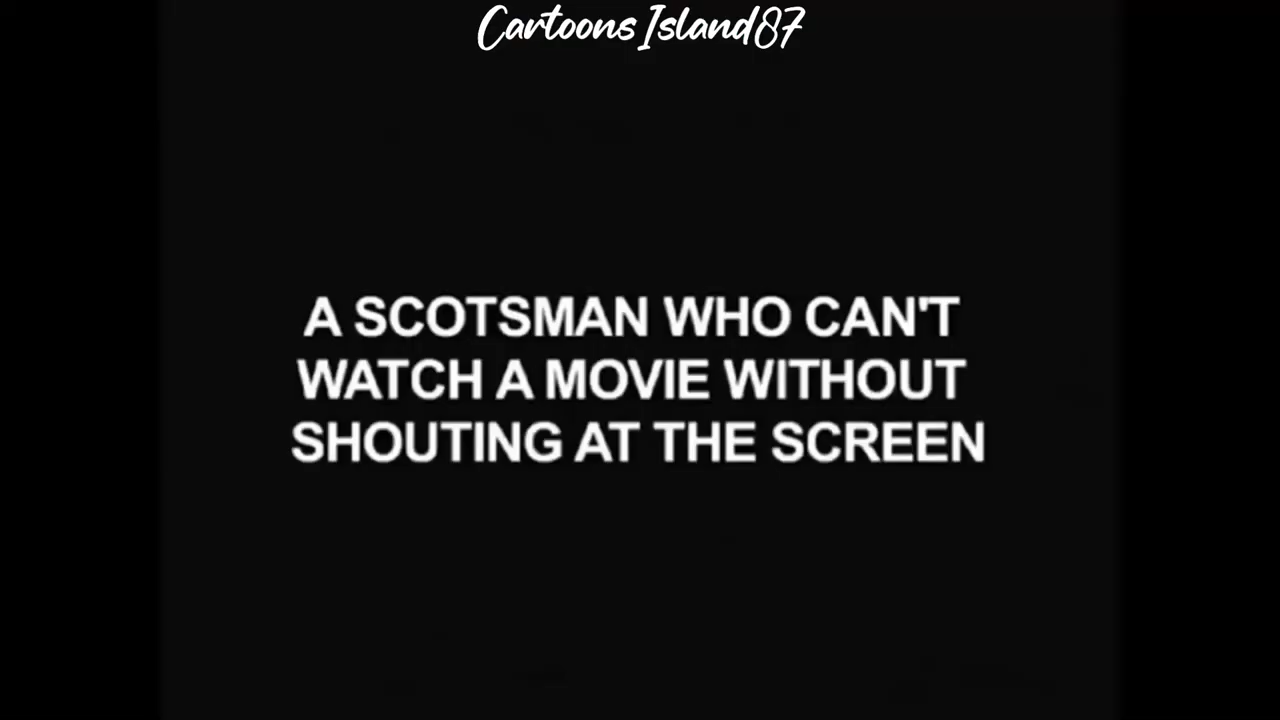 Cartoons Island87
A SCOTSMAN WHO CAN'T
WATCH A MOVIE WITHOUT
SHOUTING AT THE SCREEN